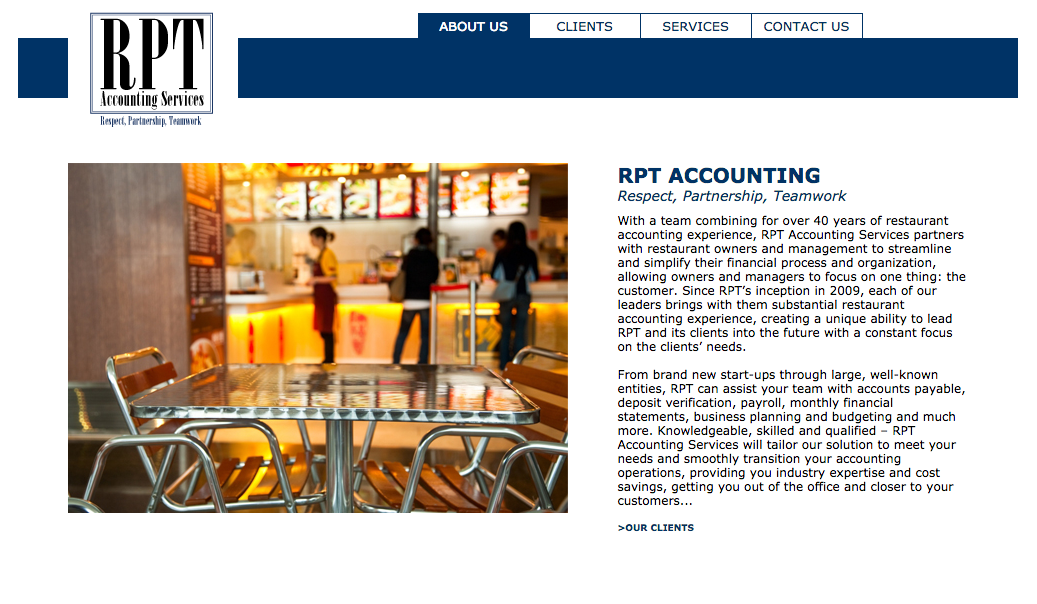 RPT
Accounting Services
Respect, Partnership, Teamwork
ABOUT US
CLIENTS
SERVICES
CONTACT US
RPT ACCOUNTING
Respect, Partnership, Teamwork
With a team combining for over 40 years of restaurant
accounting experience, RPT Accounting Services partners
with restaurant owners and management to streamline
and simplify their financial process and organization,
allowing owners and managers to focus on one thing: the
customer. Since RPT’s inception in 2009, each of our
leaders brings with them substantial restaurant
accounting experience, creating a unique ability to lead
RPT and its clients into the future with a constant focus
on the clients’ needs.
From brand new start-ups through large, well-known
entities, RPT can assist your team with accounts payable,
deposit verification, payroll, monthly financial
statements, business planning and budgeting and much
more. Knowledgeable, skilled and qualified – RPT
Accounting Services will tailor our solution to meet your
needs and smoothly transition your accounting
operations, providing you industry expertise and cost
savings, getting you out of the office and closer to your
customers...
>OUR CLIENTS